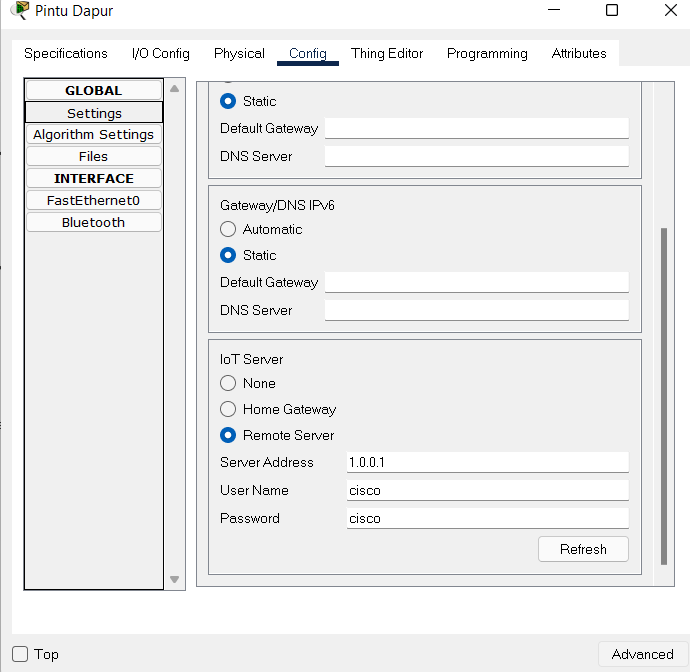 Pintu Dapur
Specifications I/O Config Physical Config Thing Editor Programming Attributes
GLOBAL
Settings
Algorithm Settings
Files
INTERFACE
FastEthernet0
Bluetooth
Static
Default Gateway
DNS Server
Gateway/DNS IPv6
Automatic
Static
Default Gateway
DNS Server
IoT Server
None
Home Gateway
Remote Server
Server Address 1.0.0.1
User Name cisco
Password cisco
Refresh
Top
Advanced